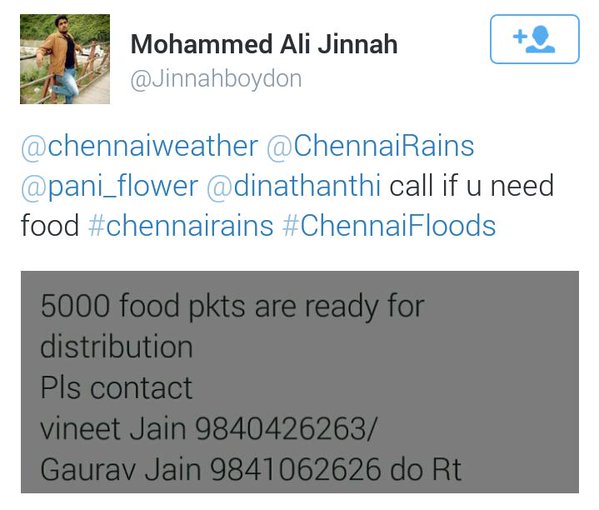 Mohammed Ali Jinnah
@Jinnahboydon
@chennaiweather @ChennaiRains
@pani_flower @dinathanthi call if u need
food #chennairains #ChennaiFloods
5000 food pkts are ready for
distribution
Pls contact
vineet Jain 9840426263/
Gaurav Jain 9841062626 do Rt